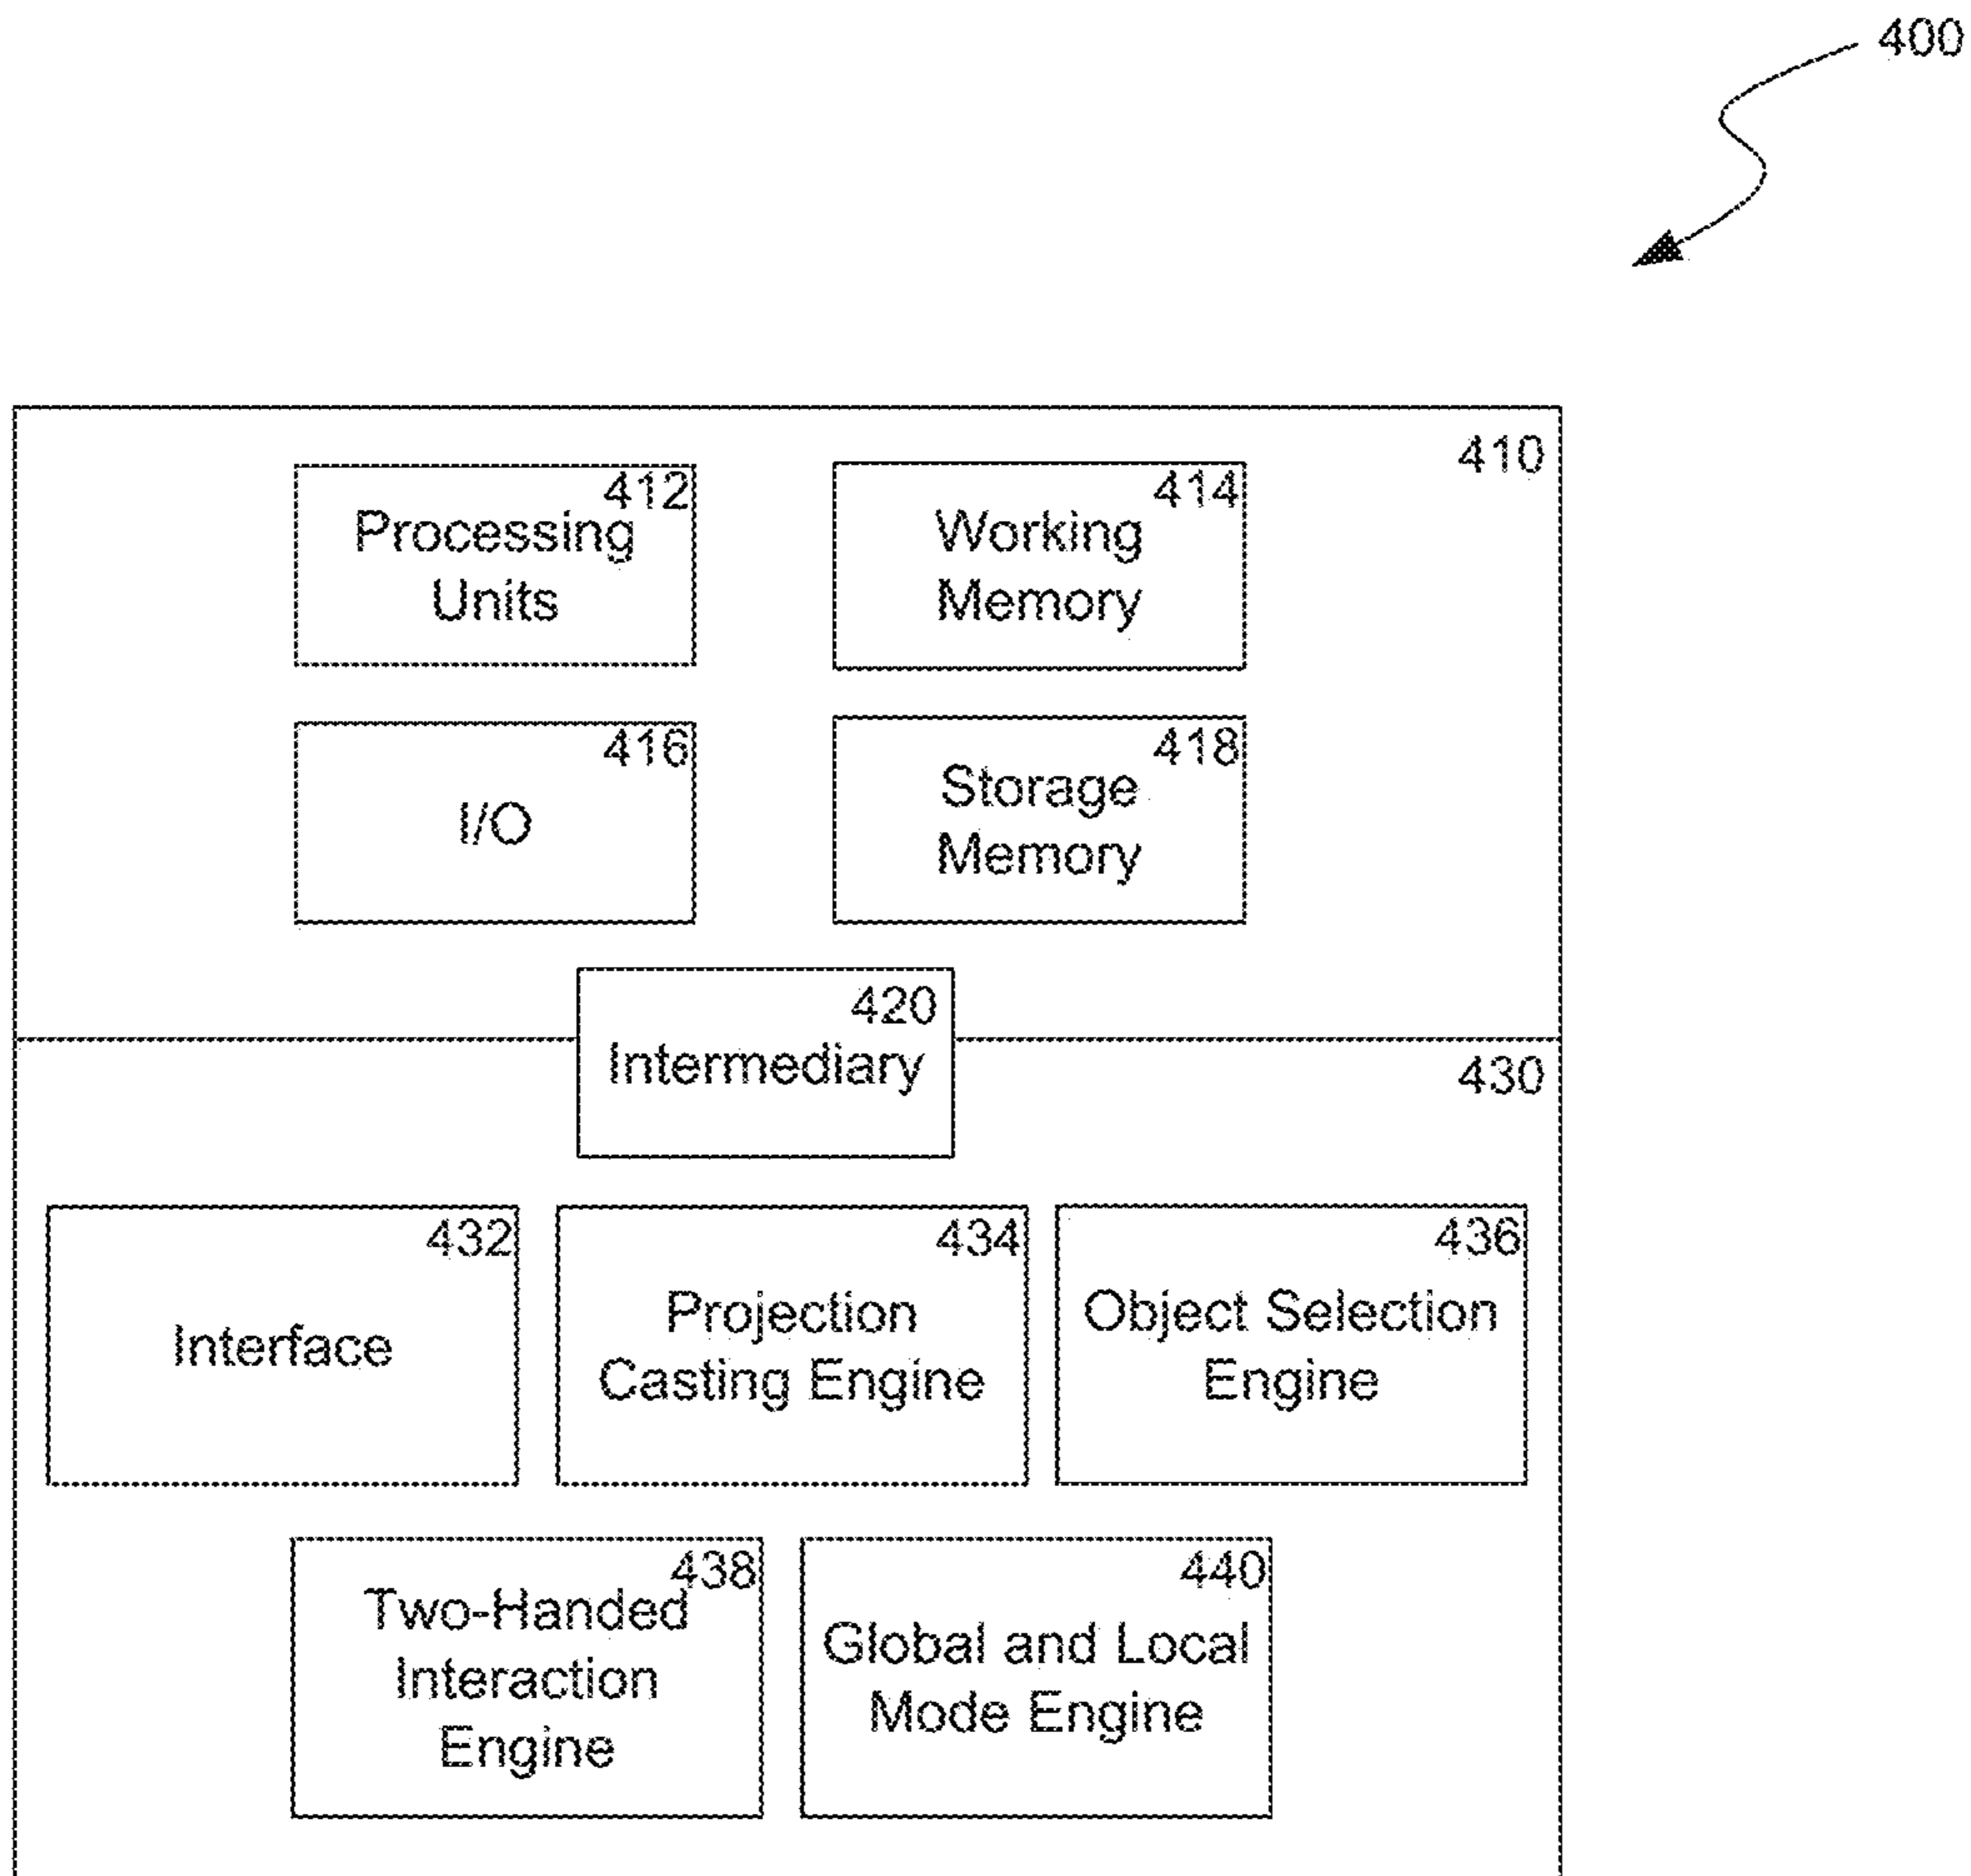 400
410
412
Processing
Units
414
Working
Memory
416
I/O
418
Storage
Memory
420
Intermediary
430
432
Interface
434
Projection
Casting Engine
436
Object Selection
Engine
438
Two-Handed
Interaction
Engine
440
Global and Local
Mode Engine